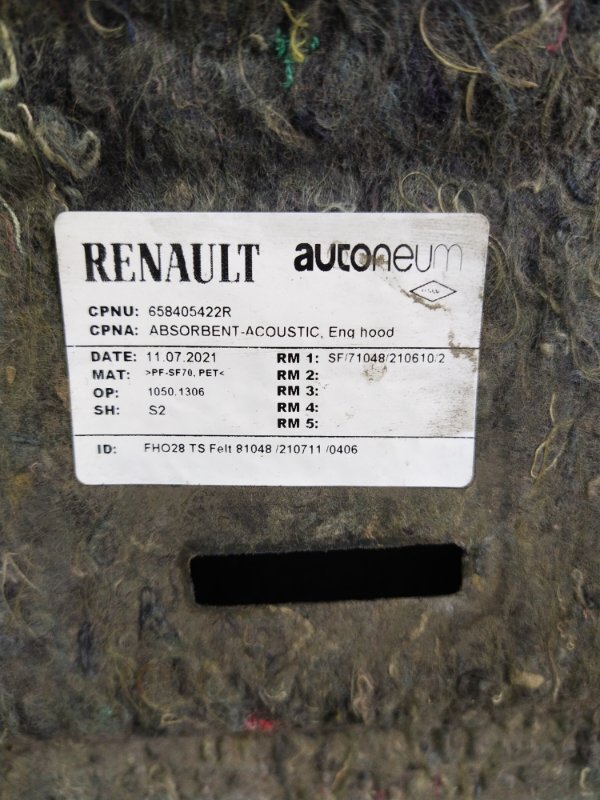 RENAULT autoneum
CPNU: 658405422R
CPNA: ABSORBENT-ACOUSTIC, Eng hood
DATE: 11.07.2021 RM 1: SF/71048/210610/2
MAT: >PF-SF70, PET< RM 2:
OP: 1050.1306 RM 3:
SH: S2 RM 4:
RM 5:
ID: FHO28 TS Felt 81048 /210711 /0406